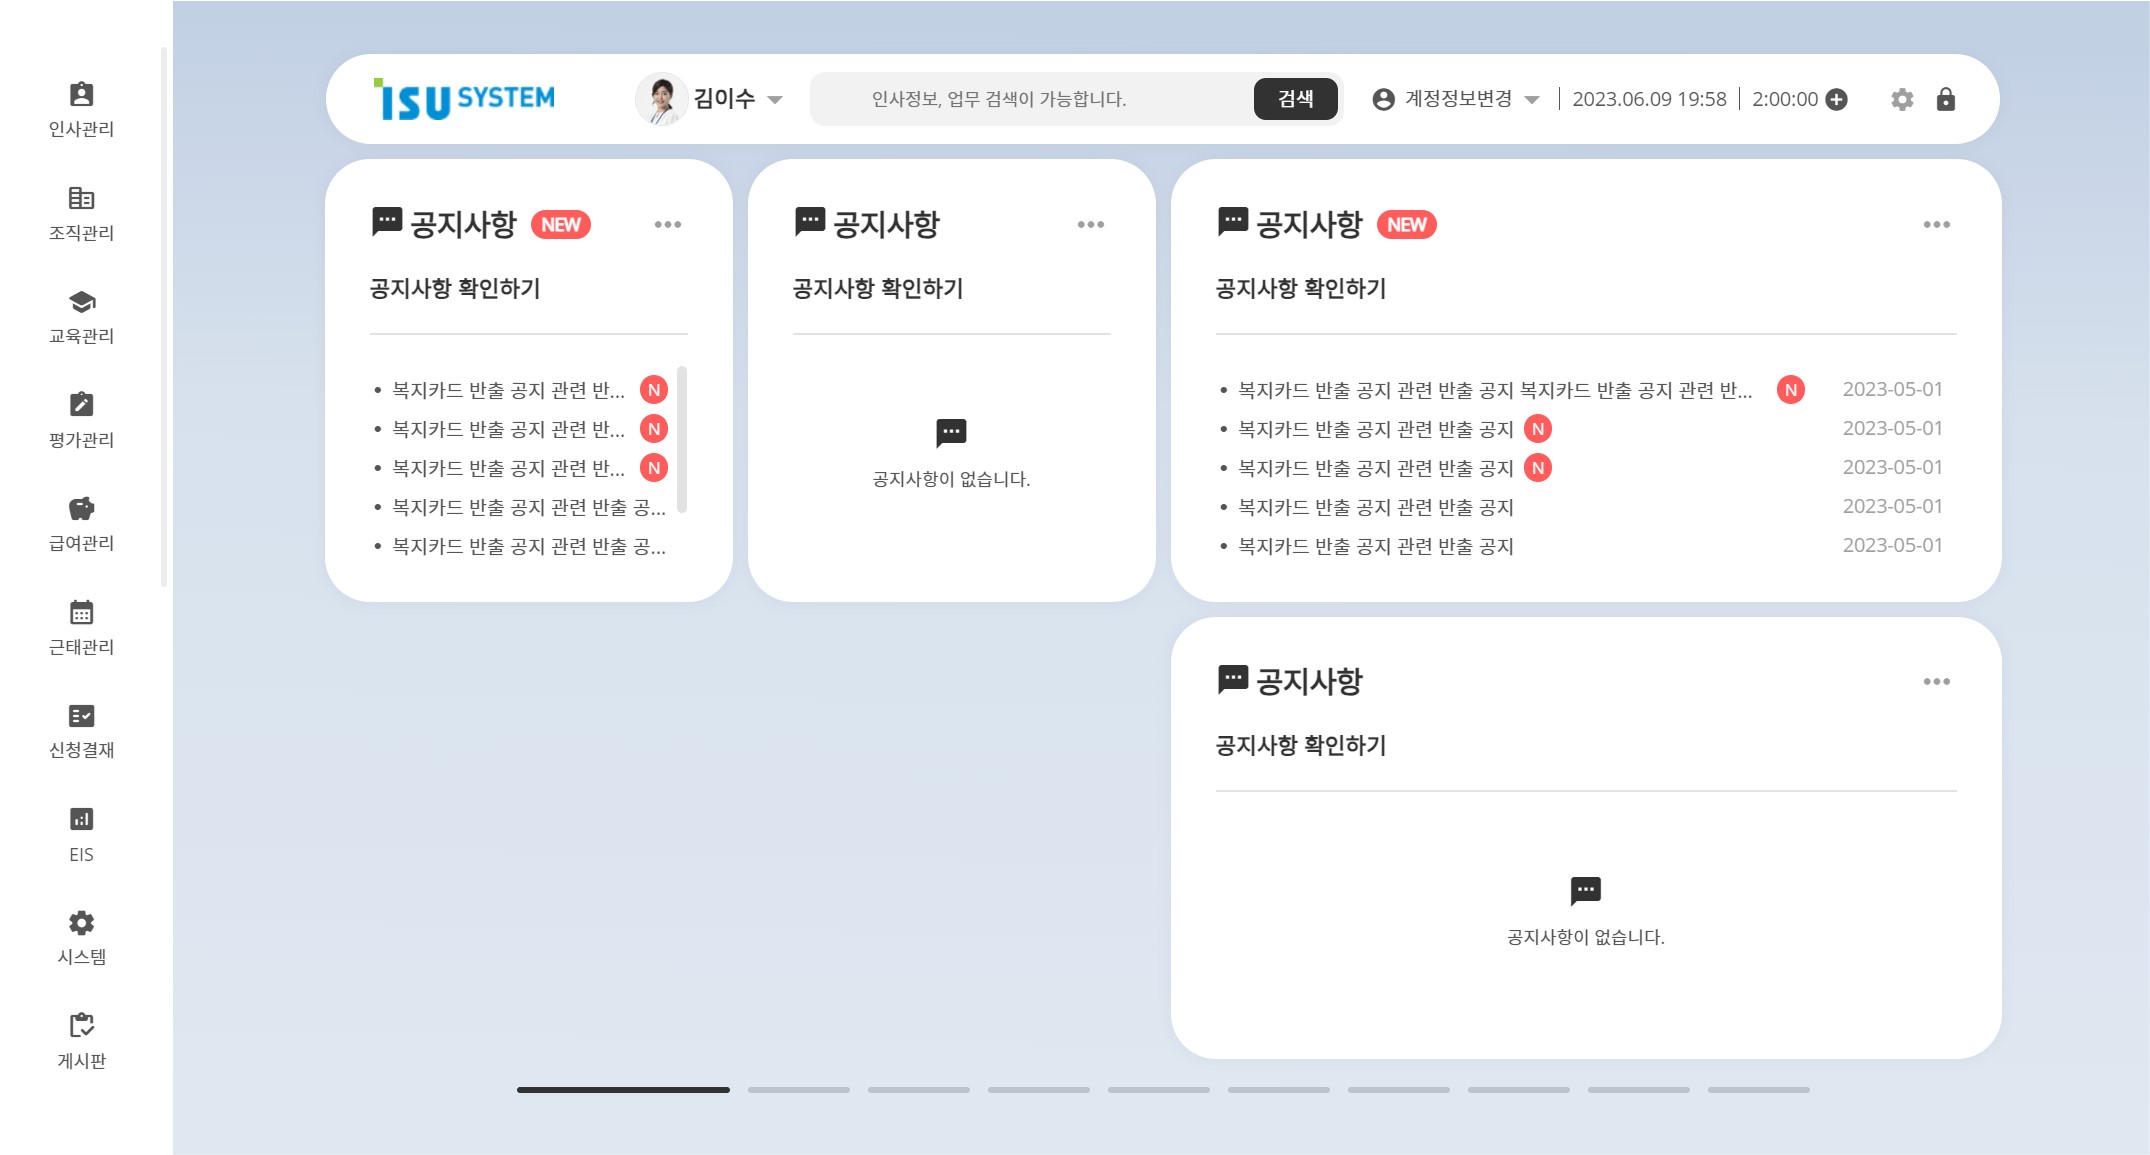 인사관리
조직관리
교육관리
평가관리
급여관리
근태관리
신청결재
EIS
시스템
게시판
ISU SYSTEM
김이수
인사정보, 업무 검색이 가능합니다.
검색
계정정보변경
2023.06.09 19:58
2:00:00
공지사항 NEW
공지사항 확인하기
• 복지카드 반출 공지 관련 반... N
• 복지카드 반출 공지 관련 반... N
• 복지카드 반출 공지 관련 반... N
• 복지카드 반출 공지 관련 반출 공...
• 복지카드 반출 공지 관련 반출 공...
공지사항
공지사항 확인하기
공지사항이 없습니다.
공지사항 NEW
공지사항 확인하기
• 복지카드 반출 공지 관련 반출 공지 복지카드 반출 공지 관련 반... N 2023-05-01
• 복지카드 반출 공지 관련 반출 공지 N 2023-05-01
• 복지카드 반출 공지 관련 반출 공지 N 2023-05-01
• 복지카드 반출 공지 관련 반출 공지 2023-05-01
• 복지카드 반출 공지 관련 반출 공지 2023-05-01
공지사항
공지사항 확인하기
공지사항이 없습니다.